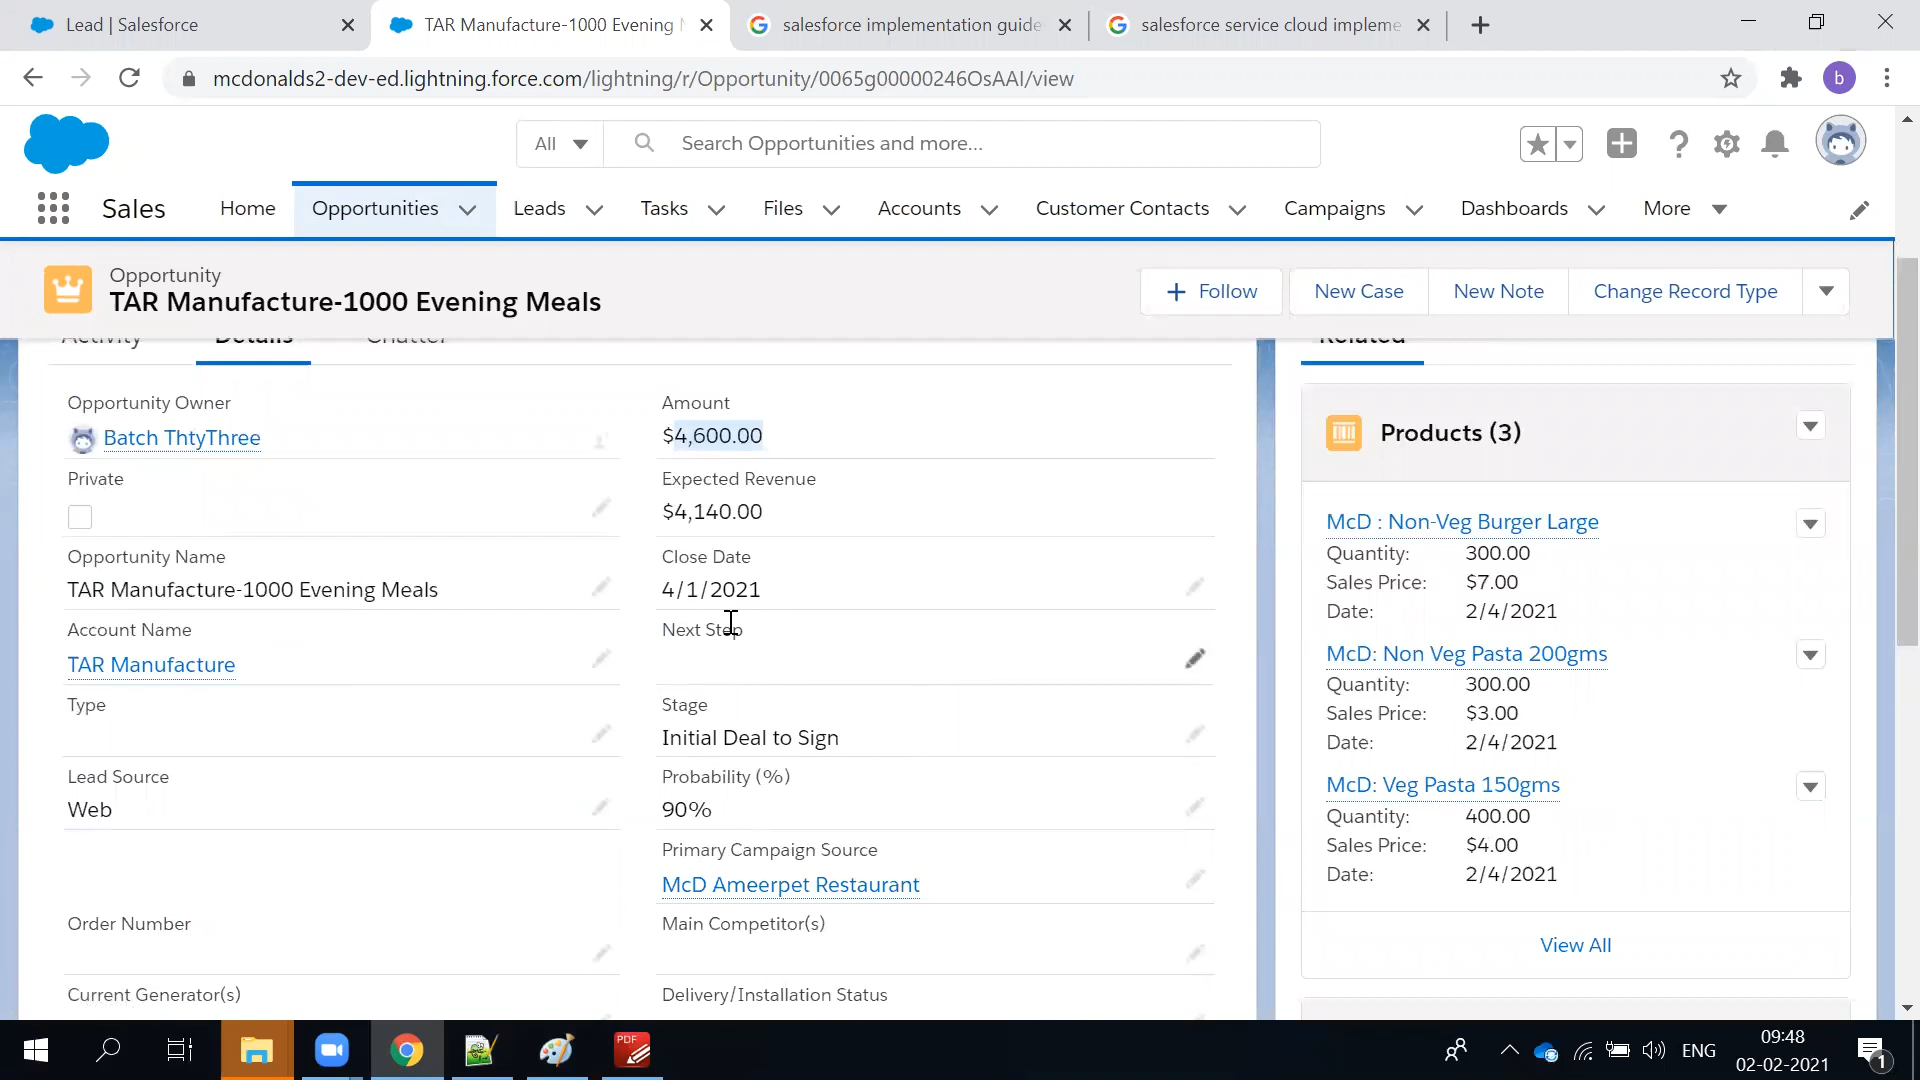 Lead | Salesforce
TAR Manufacture-1000 Evening
salesforce implementation guide
salesforce service cloud impleme
mcdonalds2-dev-ed.lightning.force.com/lightning/r/Opportunity/0065g00000246OsAAI/view
b
All
Search Opportunities and more...
Sales
Home
Opportunities
Leads
Tasks
Files
Accounts
Customer Contacts
Campaigns
Dashboards
More
Opportunity
TAR Manufacture-1000 Evening Meals
Follow
New Case
New Note
Change Record Type
Activity
Details
Chatter
Related
Opportunity Owner
Batch ThtyThree
Amount
$4,600.00
Private
Expected Revenue
$4,140.00
Opportunity Name
TAR Manufacture-1000 Evening Meals
Close Date
4/1/2021
Account Name
TAR Manufacture
Next Step
Type
Stage
Initial Deal to Sign
Lead Source
Web
Probability (%)
90%
Primary Campaign Source
McD Ameerpet Restaurant
Order Number
Main Competitor(s)
Current Generator(s)
Delivery/Installation Status
Products (3)
McD : Non-Veg Burger Large
Quantity: 300.00
Sales Price: $7.00
Date: 2/4/2021
McD: Non Veg Pasta 200gms
Quantity: 300.00
Sales Price: $3.00
Date: 2/4/2021
McD: Veg Pasta 150gms
Quantity: 400.00
Sales Price: $4.00
Date: 2/4/2021
View All
PDF
ENG
09:48
02-02-2021
1